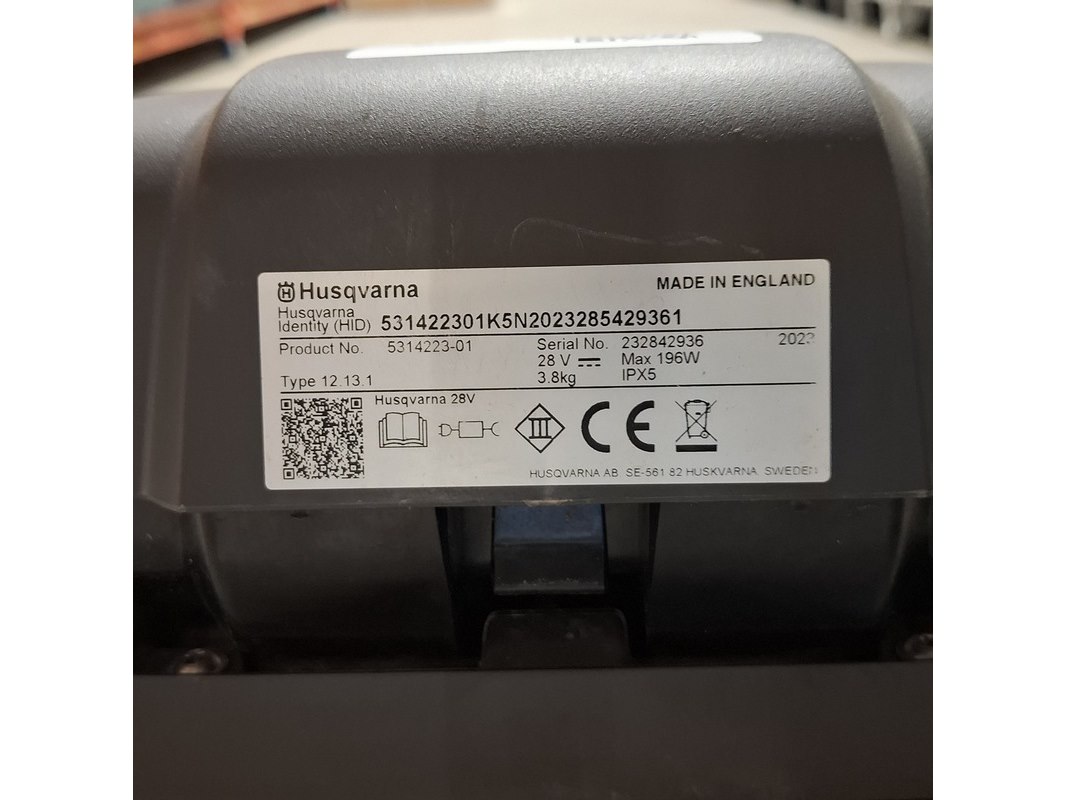 Husqvarna
MADE IN ENGLAND
Husqvarna
Identity (HID) 531422301K5N2023285429361
Product No. 5314223-01
Serial No. 232842936
2023
28 V Max 196W
Type 12.13.1
3.8kg IPX5
Husqvarna 28V
III
CE
HUSQVARNA AB SE-561 82 HUSKVARNA SWEDEN